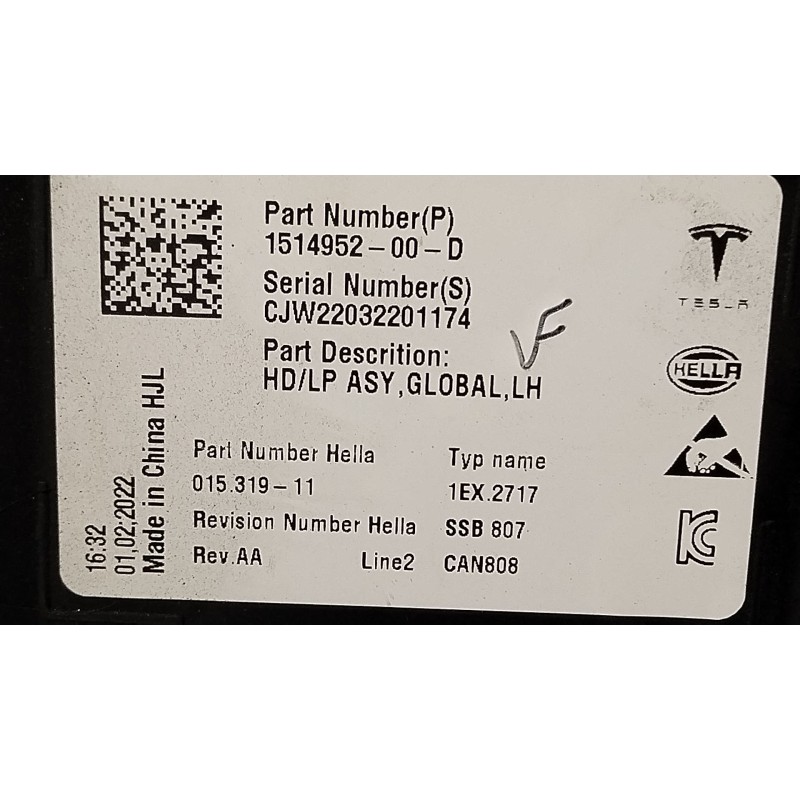 Part Number(P)
1514952-00-D
Serial Number(S)
CJW22032201174
Part Descrition:
HD/LP ASY,GLOBAL,LH
VF
TESLA
HELLA
Part Number Hella
015.319-11
Typ name
1EX.2717
Revision Number Hella
SSB 807
Rev.AA
Line2
CAN808
16:32
01,02;2022
Made in China HJL